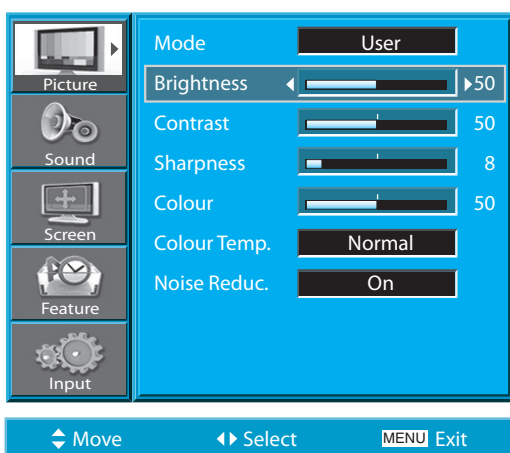 Picture
Sound
Screen
Feature
Input
Mode User
Brightness 50
Contrast 50
Sharpness 8
Colour 50
Colour Temp. Normal
Noise Reduc. On
Move Select MENU Exit